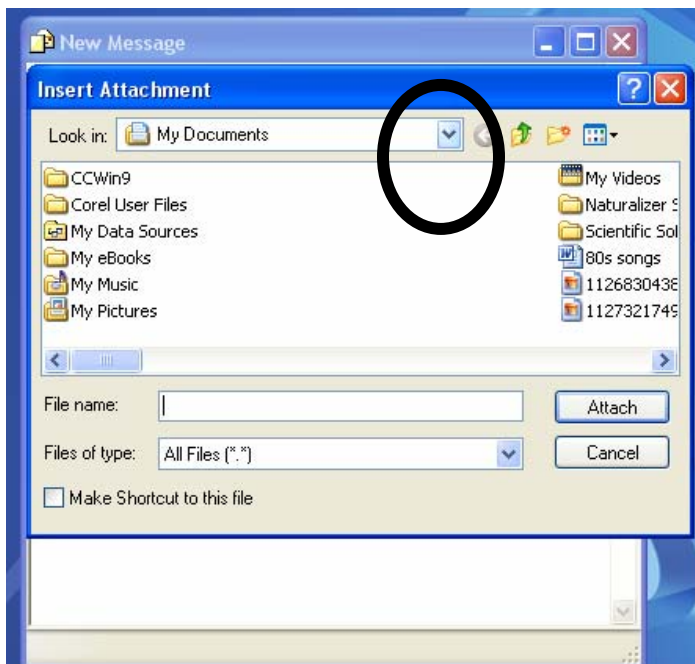 New Message
Insert Attachment
Look in: My Documents
CCWin9
Corel User Files
My Data Sources
My eBooks
My Music
My Pictures
My Videos
Naturalizer
Scientific Sol
80s songs
1126830438
1127321749
File name:
Attach
Files of type: All Files (*.*)
Cancel
Make Shortcut to this file